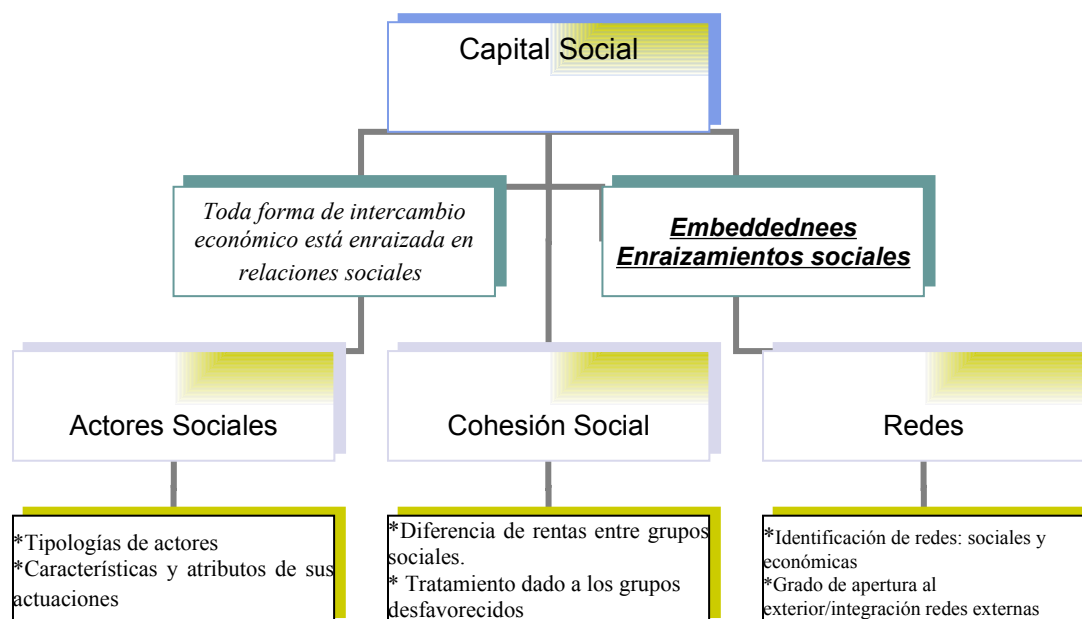 Capital Social
Toda forma de intercambio
económico está enraizada en
relaciones sociales
Embeddednees
Enraizamientos sociales
Actores Sociales
Cohesión Social
Redes
*Tipologías de actores
*Características y atributos de sus
actuaciones
*Diferencia de rentas entre grupos
sociales.
* Tratamiento dado a los grupos
desfavorecidos
*Identificación de redes: sociales y
económicas
*Grado de apertura al
exterior/integración redes externas